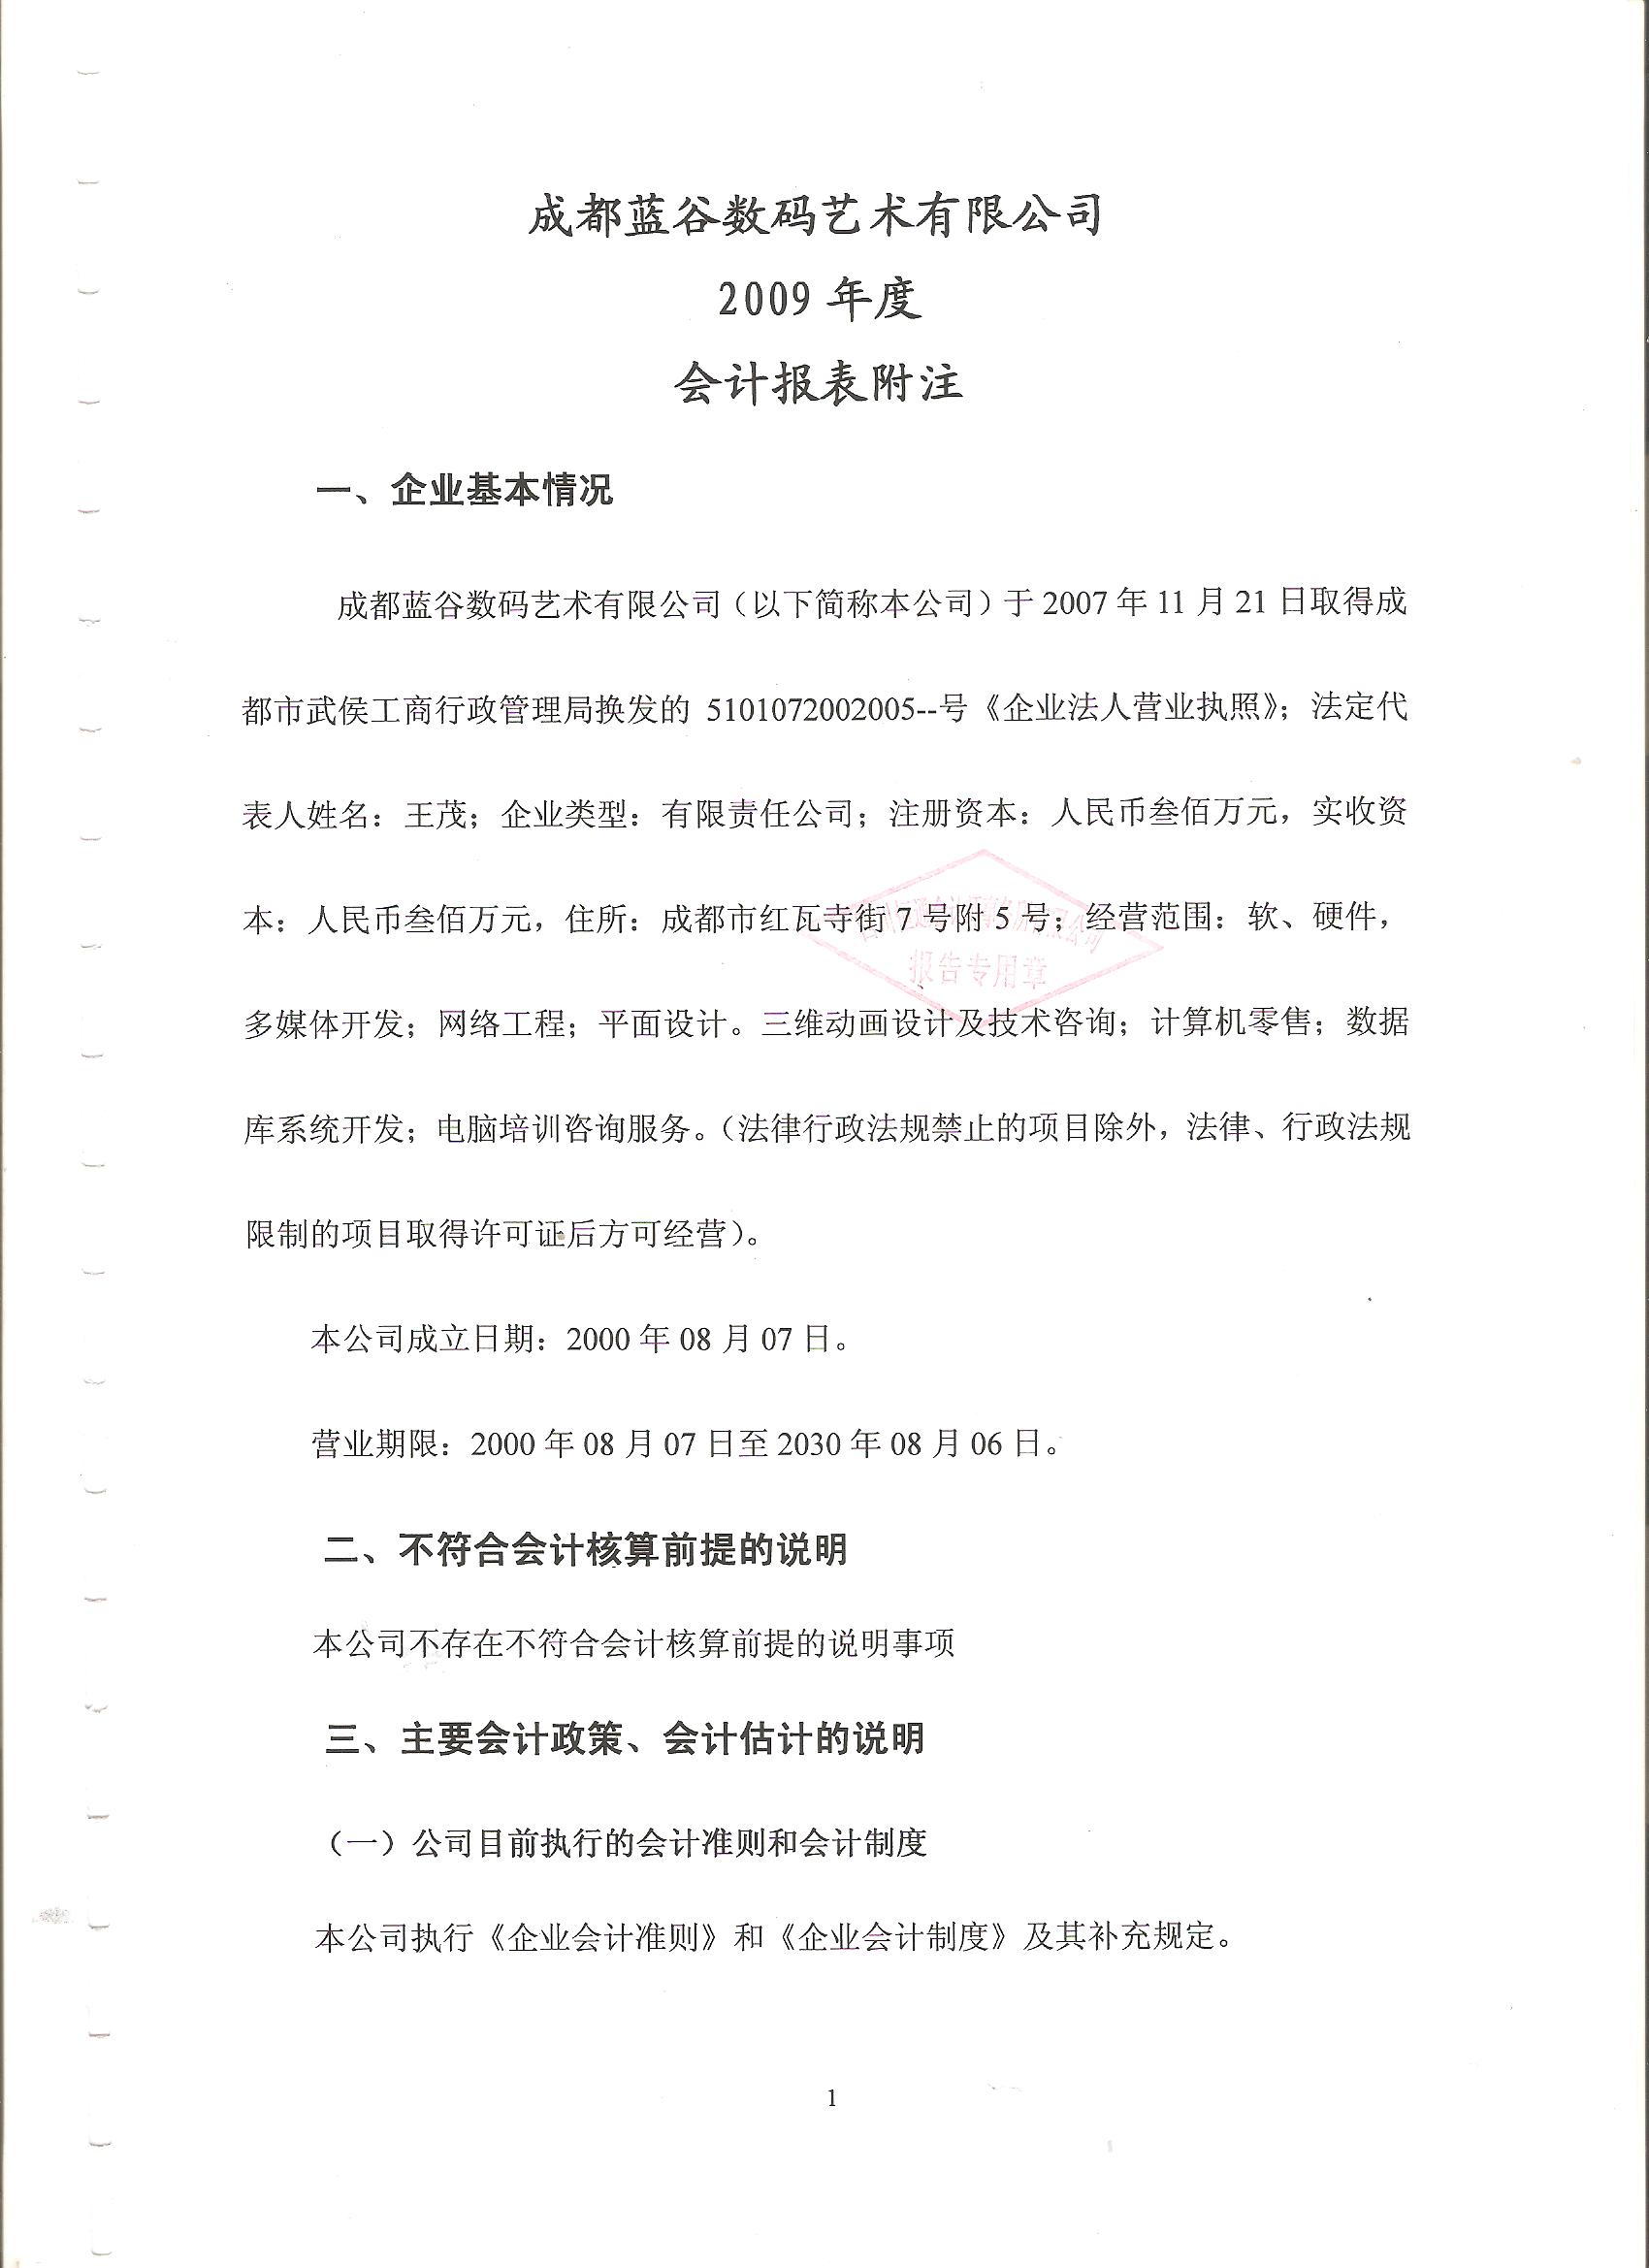 成都蓝谷数码艺术有限公司
2009 年度
会计报表附注
一、企业基本情况
成都蓝谷数码艺术有限公司（以下简称本公司）于 2007 年 11 月 21 日取得成
都市武侯工商行政管理局换发的 5101072002005--号《企业法人营业执照》；法定代
表人姓名：王茂；企业类型：有限责任公司；注册资本：人民币叁佰万元，实收资
本：人民币叁佰万元，住所：成都市红瓦寺街 7 号附 5 号；经营范围：软、硬件，
报告专用章
多媒体开发；网络工程；平面设计。三维动画设计及技术咨询；计算机零售；数据
库系统开发；电脑培训咨询服务。（法律行政法规禁止的项目除外，法律、行政法规
限制的项目取得许可证后方可经营）。
本公司成立日期：2000 年 08 月 07 日。
营业期限：2000 年 08 月 07 日至 2030 年 08 月 06 日。
二、不符合会计核算前提的说明
本公司不存在不符合会计核算前提的说明事项
三、主要会计政策、会计估计的说明
（一）公司目前执行的会计准则和会计制度
本公司执行《企业会计准则》和《企业会计制度》及其补充规定。
1